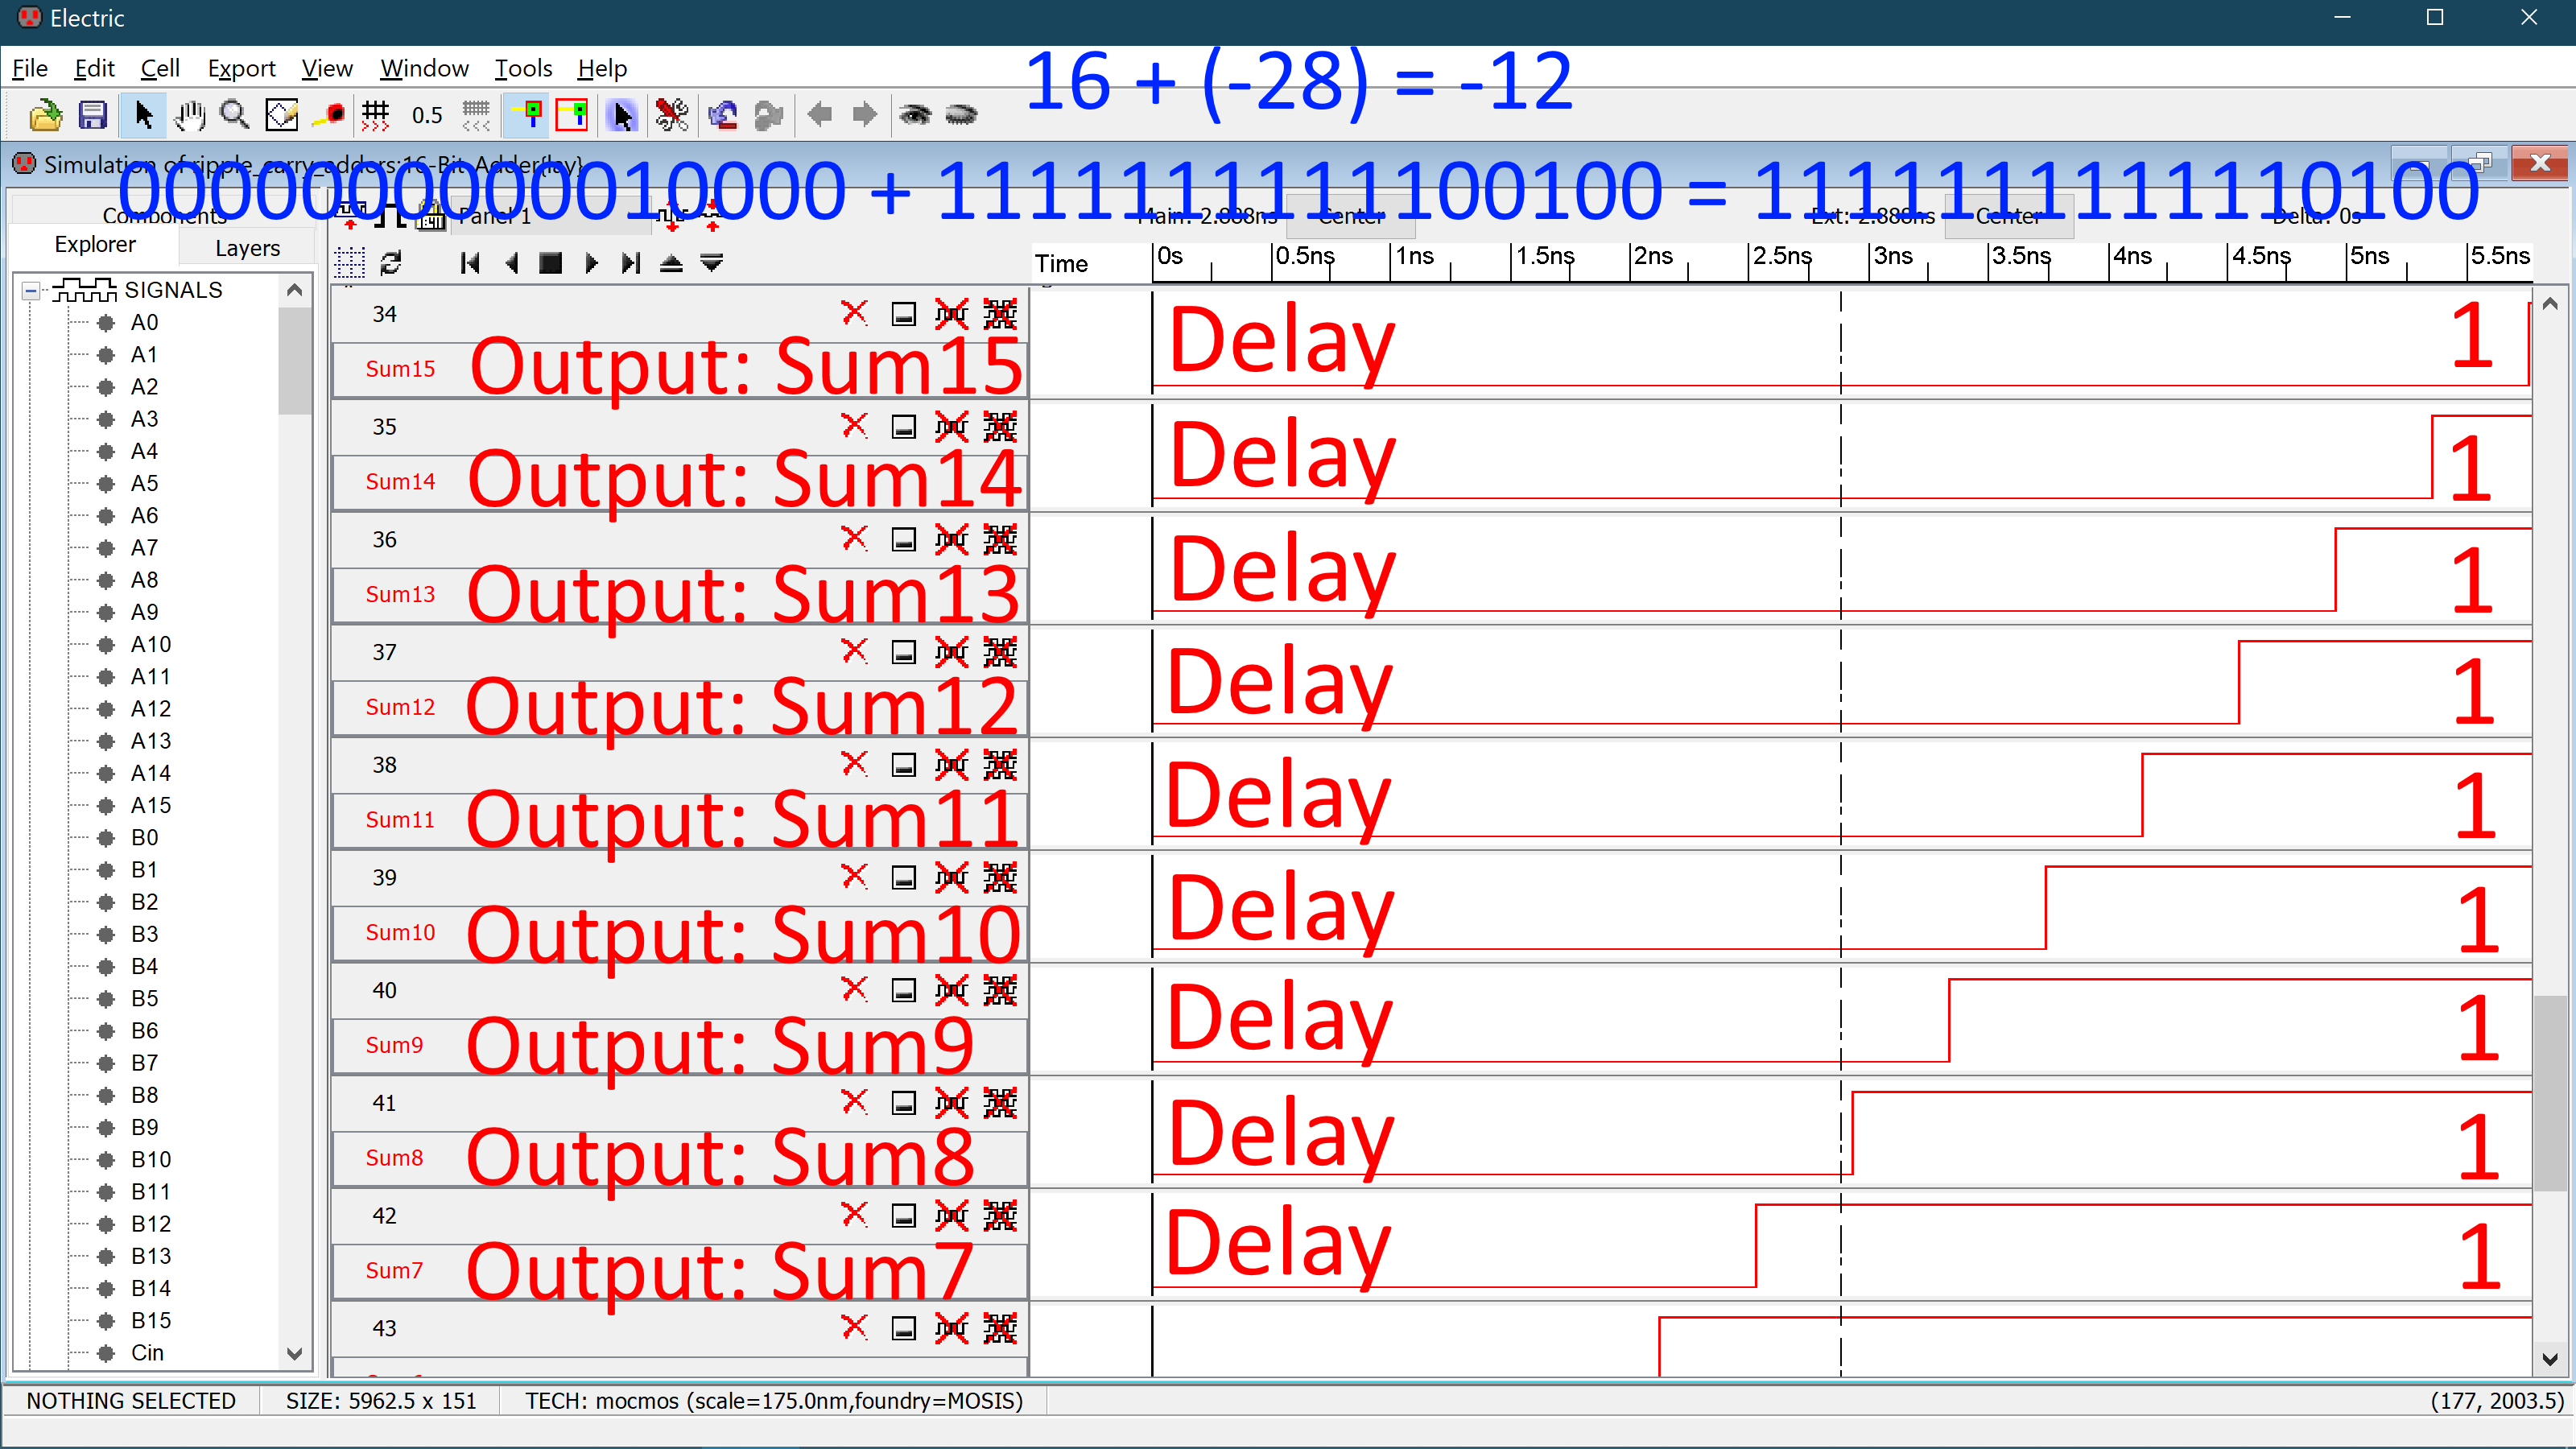 Electric
File Edit Cell Export View Window Tools Help
16 + (-28) = -12
0.5
Simulation of ripple_carry_adders:16-Bit-Adder{lay}
0000000000010000 + 1111111111100100 = 1111111111110100
Components
Panel 1
Main: 2.888ns Center
Ext: 2.888ns Center
Delta: 0s
Explorer Layers
Time 0s 0.5ns 1ns 1.5ns 2ns 2.5ns 3ns 3.5ns 4ns 4.5ns 5ns 5.5ns
SIGNALS
A0
A1
A2
A3
A4
A5
A6
A7
A8
A9
A10
A11
A12
A13
A14
A15
B0
B1
B2
B3
B4
B5
B6
B7
B8
B9
B10
B11
B12
B13
B14
B15
Cin
34
Sum15 Output: Sum15 Delay 1
35
Sum14 Output: Sum14 Delay 1
36
Sum13 Output: Sum13 Delay 1
37
Sum12 Output: Sum12 Delay 1
38
Sum11 Output: Sum11 Delay 1
39
Sum10 Output: Sum10 Delay 1
40
Sum9 Output: Sum9 Delay 1
41
Sum8 Output: Sum8 Delay 1
42
Sum7 Output: Sum7 Delay 1
43
NOTHING SELECTED SIZE: 5962.5 x 151 TECH: mocmos (scale=175.0nm,foundry=MOSIS) (177, 2003.5)